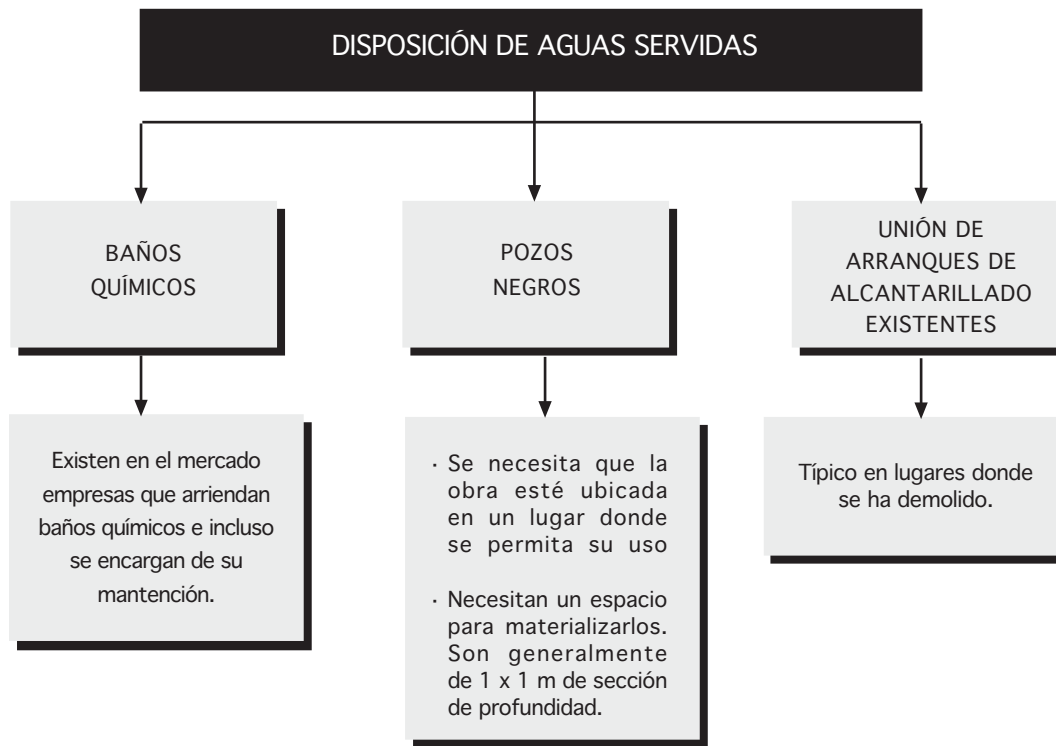 DISPOSICIÓN DE AGUAS SERVIDAS
BAÑOS
QUÍMICOS
Existen en el mercado
empresas que arriendan
baños químicos e incluso
se encargan de su
mantención.
POZOS
NEGROS
· Se necesita que la
obra esté ubicada
en un lugar donde
se permita su uso
· Necesitan un espacio
para materializarlos.
Son generalmente
de 1 x 1 m de sección
de profundidad.
UNIÓN DE
ARRANQUES DE
ALCANTARILLADO
EXISTENTES
Típico en lugares donde
se ha demolido.